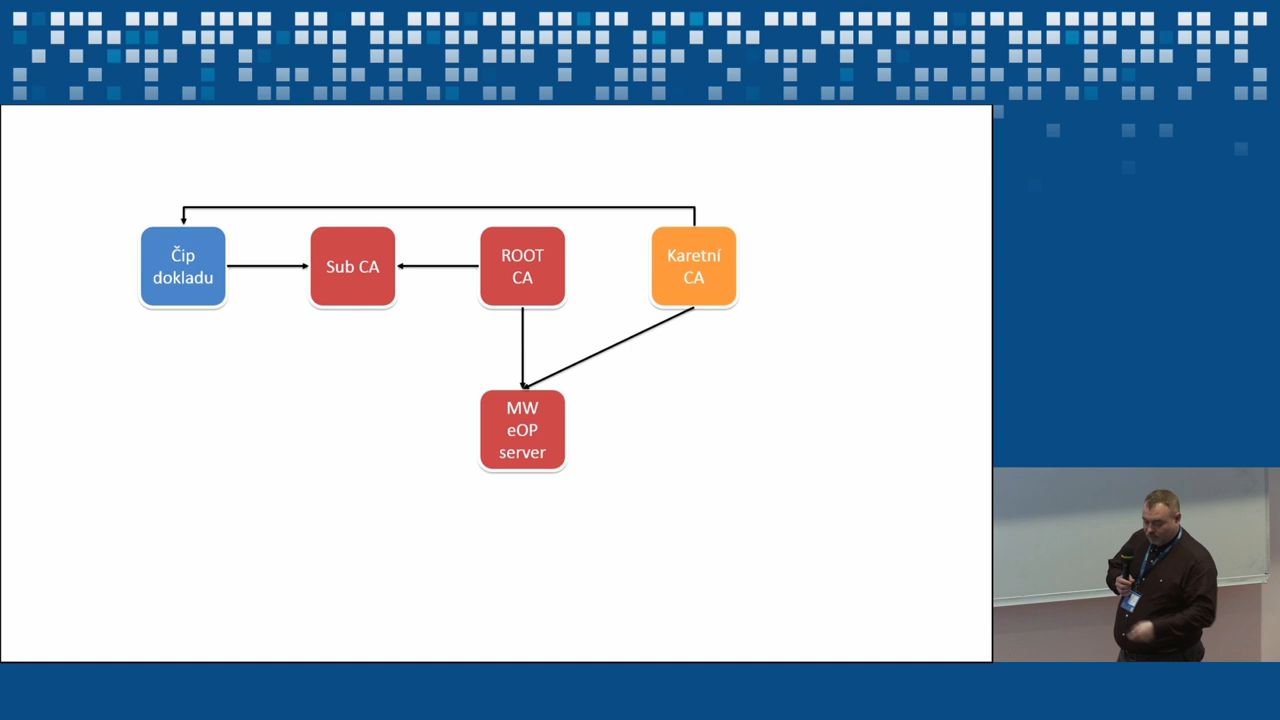 Čip
dokladu
Sub CA
ROOT
CA
Karetní
CA
MW
eOP
server